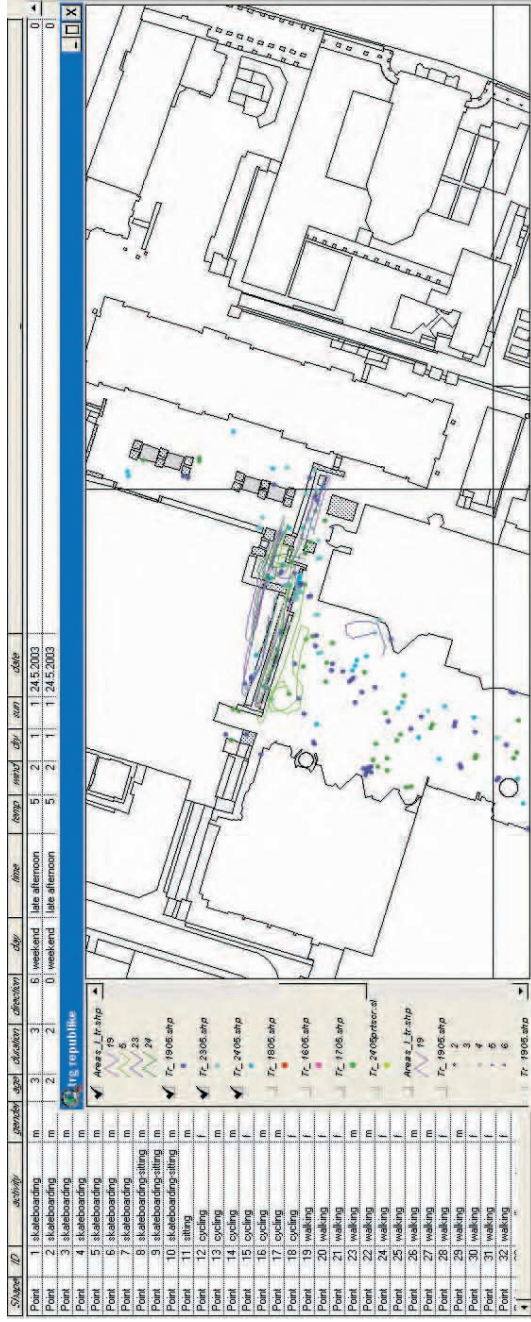 Shape ID activity gender age duration direction day time temp wind dry sun date
Point 1 skateboarding m 3 3 6 weekend late afternoon 5 2 1 1 24.5.2003 0
Point 2 skateboarding m 2 2 0 weekend late afternoon 5 2 1 1 24.5.2003 0
Point 3 skateboarding m
Point 4 skateboarding m
Point 5 skateboarding m
Point 6 skateboarding m
Point 7 skateboarding m
Point 8 skateboarding-sitting m
Point 9 skateboarding-sitting m
Point 10 skateboarding-sitting m
Point 11 sitting m
Point 12 cycling f
Point 13 cycling m
Point 14 cycling m
Point 15 cycling f
Point 16 cycling m
Point 17 cycling m
Point 18 cycling f
Point 19 walking f
Point 20 walking f
Point 21 walking f
Point 23 walking m
Point 22 walking m
Point 24 walking f
Point 25 walking f
Point 26 walking m
Point 27 walking m
Point 28 walking f
Point 29 walking m
Point 30 walking f
Point 31 walking f
Point 32 walking f
trg republike
Areas_l_tr.shp
19
5
23
24
Tr_1905.shp
Tr_2305.shp
Tr_2405.shp
Tr_1805.shp
Tr_1605.shp
Tr_1705.shp
Areas_l_tr.shp
19
Tr_1905.shp
2
3
4
5
6
Tr_1905.shp